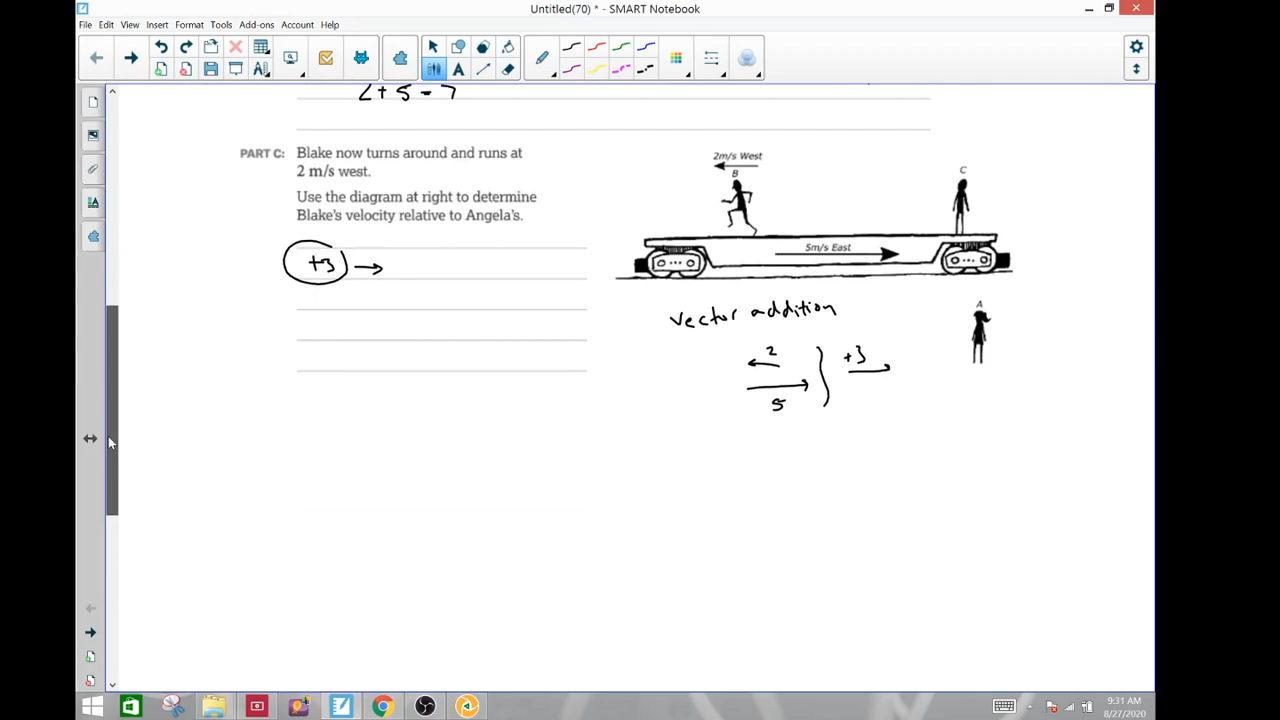 Untitled(70) * - SMART Notebook
File Edit View Insert Format Tools Add-ons Account Help
2 + 5 = 7
PART C: Blake now turns around and runs at
2 m/s west.
Use the diagram at right to determine
Blake's velocity relative to Angela's.
+3
2m/s West
B
C
5m/s East
A
vector addition
2
+3
5
9:31 AM
8/27/2020